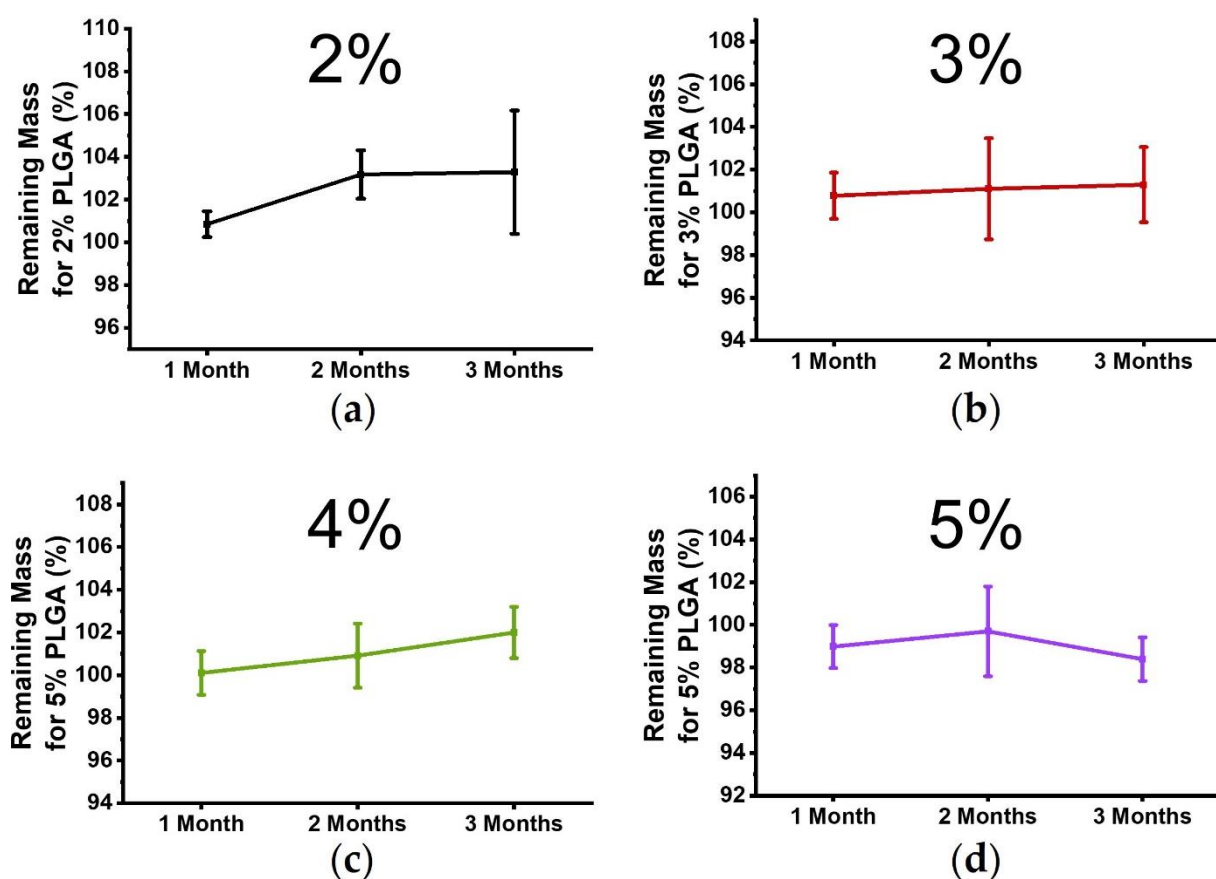 Remaining Mass
for 2% PLGA (%)
110
108
106
104
102
100
98
96
2%
1 Month 2 Months 3 Months
(a)
Remaining Mass
for 3% PLGA (%)
108
106
104
102
100
98
96
94
3%
1 Month 2 Months 3 Months
(b)
Remaining Mass
for 5% PLGA (%)
108
106
104
102
100
98
96
94
4%
1 Month 2 Months 3 Months
(c)
Remaining Mass
for 5% PLGA (%)
106
104
102
100
98
96
94
92
5%
1 Month 2 Months 3 Months
(d)